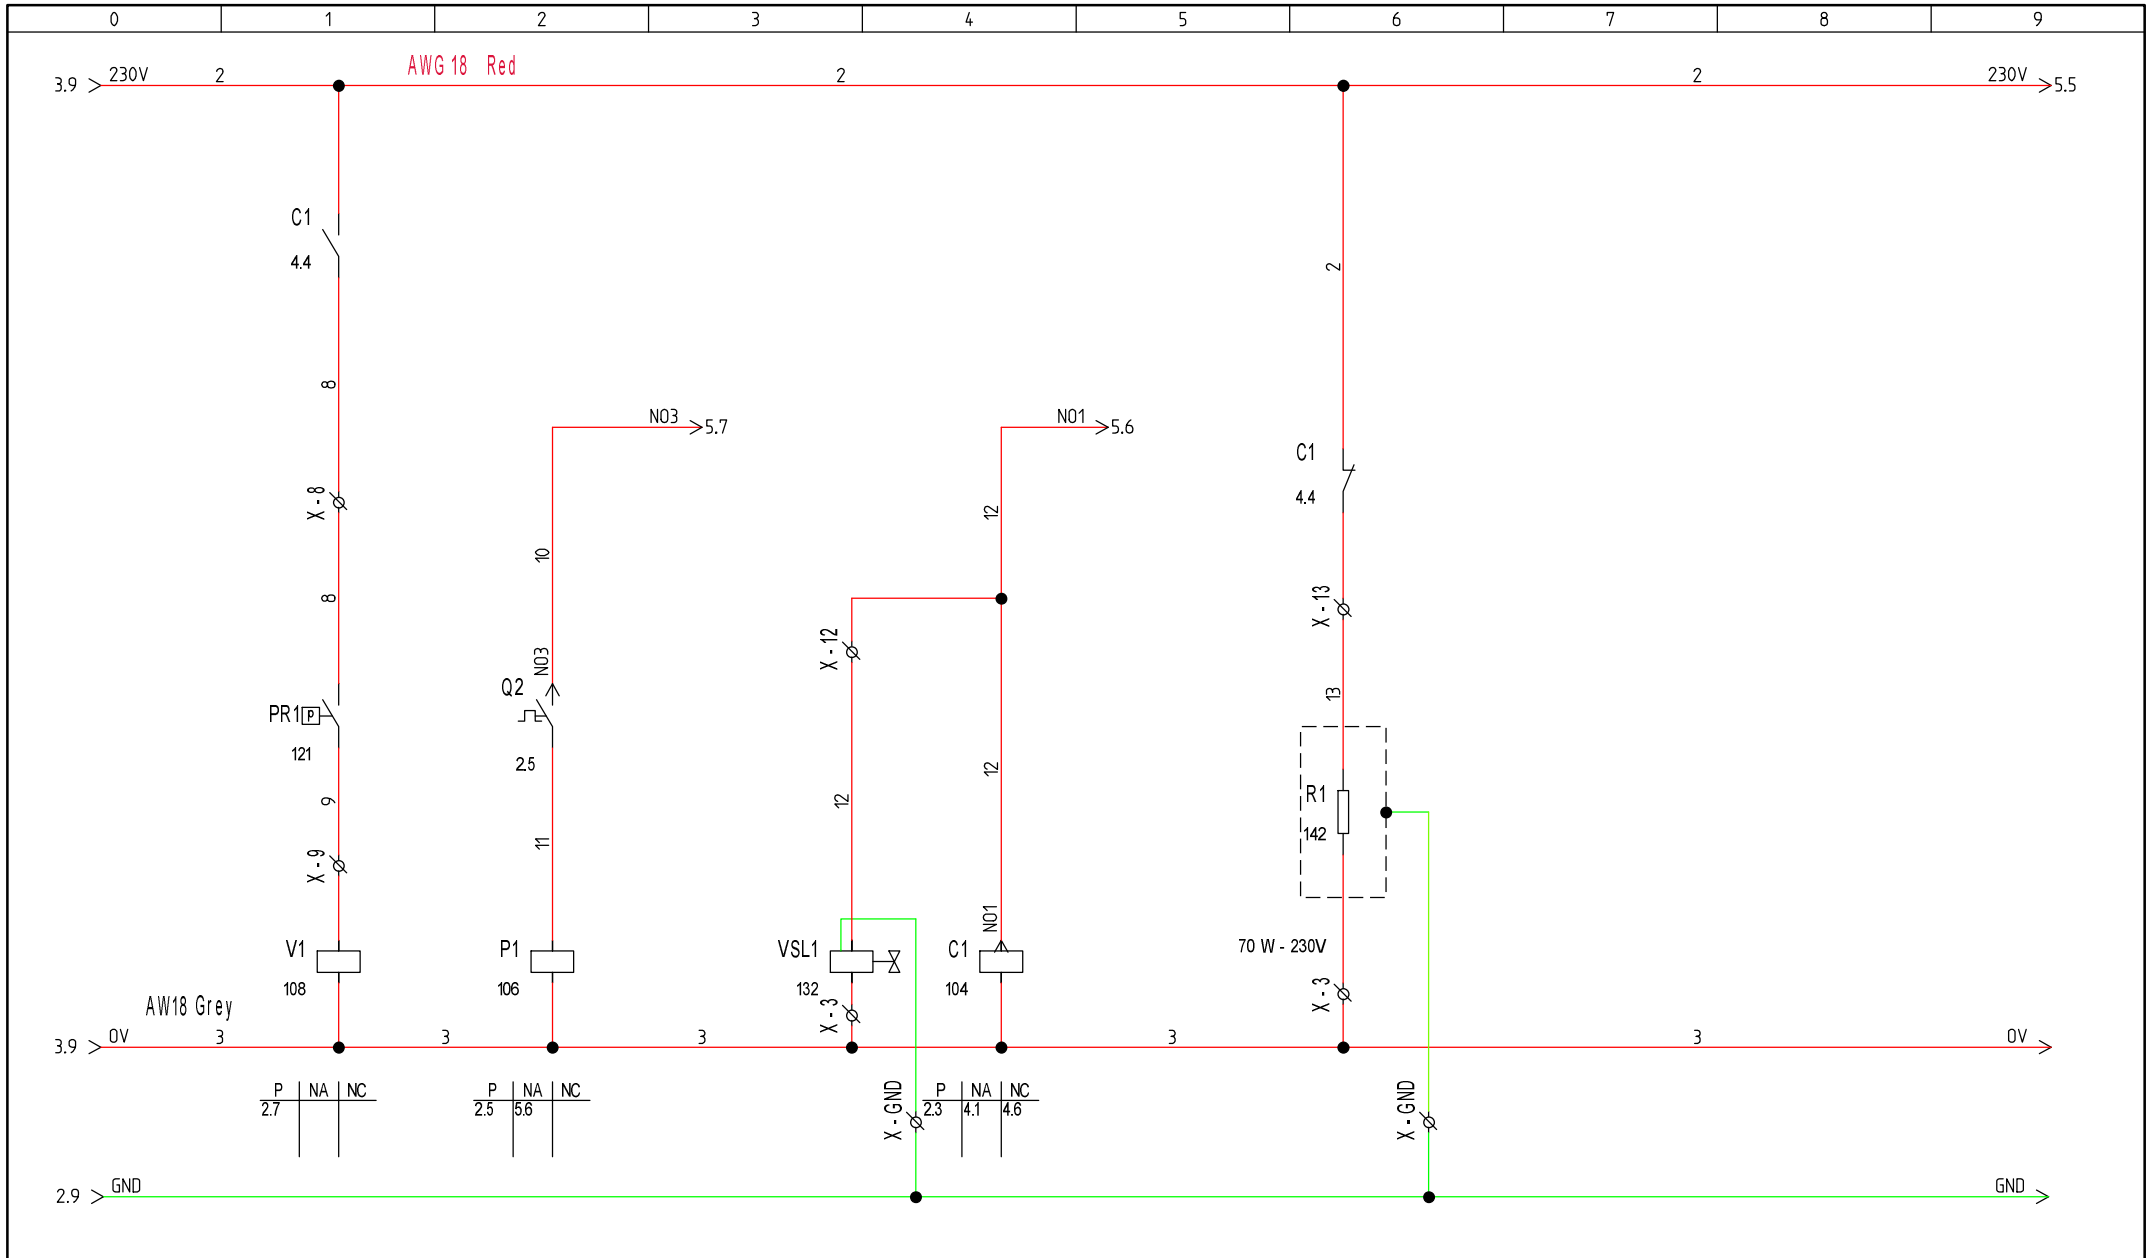 0 1 2 3 4 5 6 7 8 9
AWG 18 Red
3.9 230V 2 2 2 230V 5.5
C1
4.4
2
8
N03 5.7
N01 5.6
C1
4.4
X - 8
12
10
8
X - 13
X - 12
N03
Q2
13
PR1 P
121
2.5
9
11
12
12
R1
142
X - 9
N01
V1
108
P1
106
VSL1
132
C1
104
70 W - 230V
X - 3
X - 3
AW18 Grey
3.9 0V 3 3 3 3 3 0V
P NA NC
2.7
P NA NC
2.5 5.6
X - GND
P NA NC
2.3 4.1 4.6
X - GND
2.9 GND GND